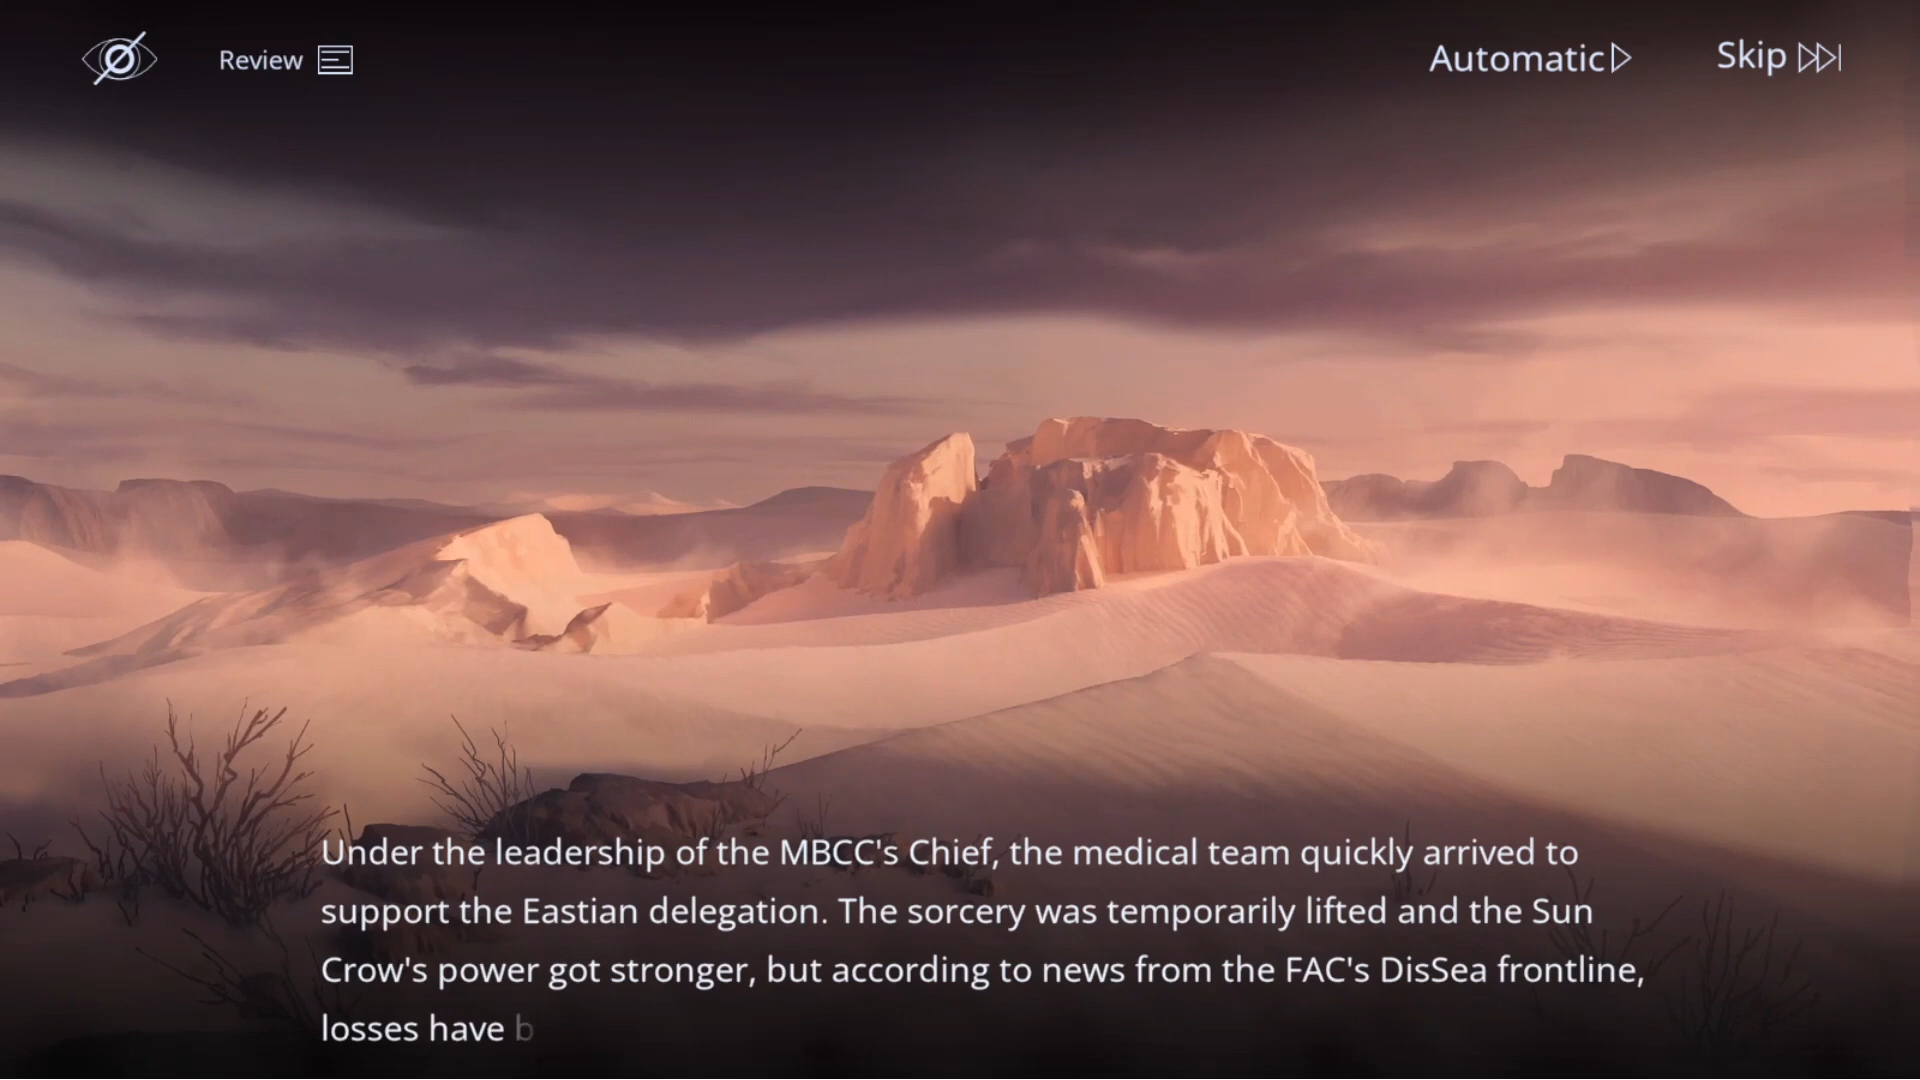 Review
Automatic
Skip
Under the leadership of the MBCC's Chief, the medical team quickly arrived to
support the Eastian delegation. The sorcery was temporarily lifted and the Sun
Crow's power got stronger, but according to news from the FAC's DisSea frontline,
losses have b